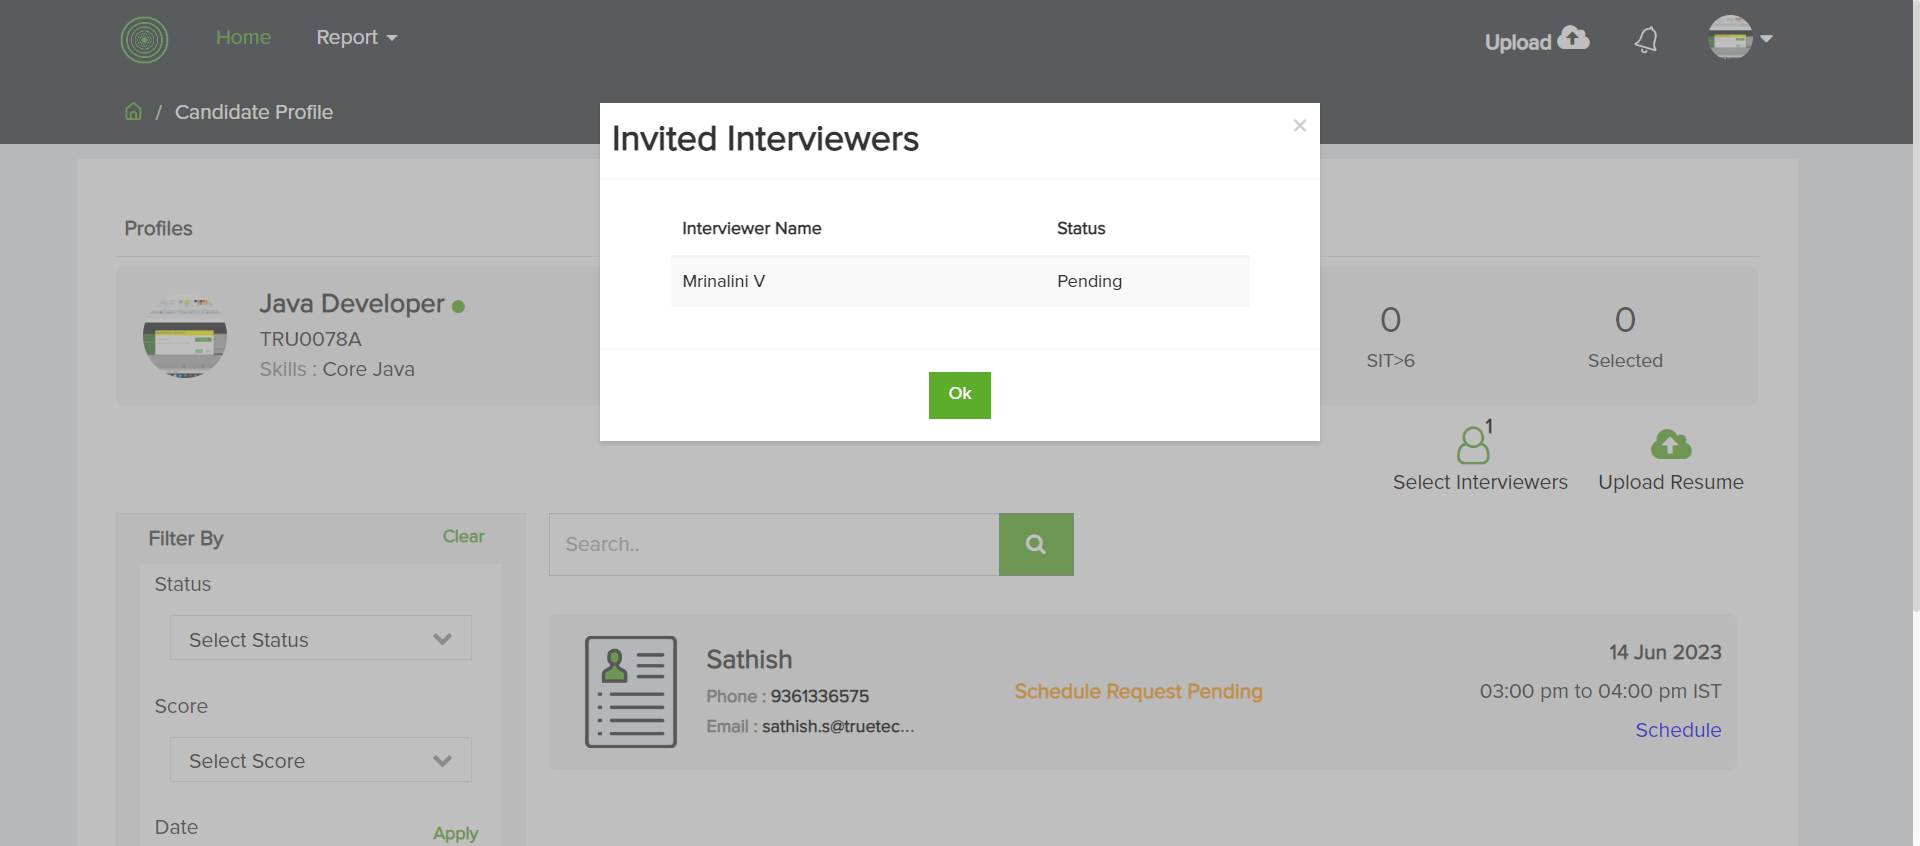 Home
Report
Upload
/ Candidate Profile
Invited Interviewers
×
Interviewer Name Status
Mrinalini V Pending
Ok
Profiles
Java Developer
TRU0078A
Skills : Core Java
0
SIT>6
0
Selected
1
Select Interviewers
Upload Resume
Filter By
Clear
Status
Select Status
Score
Select Score
Date
Apply
Search..
Sathish
Phone : 9361336575
Email : sathish.s@truetec...
Schedule Request Pending
14 Jun 2023
03:00 pm to 04:00 pm IST
Schedule